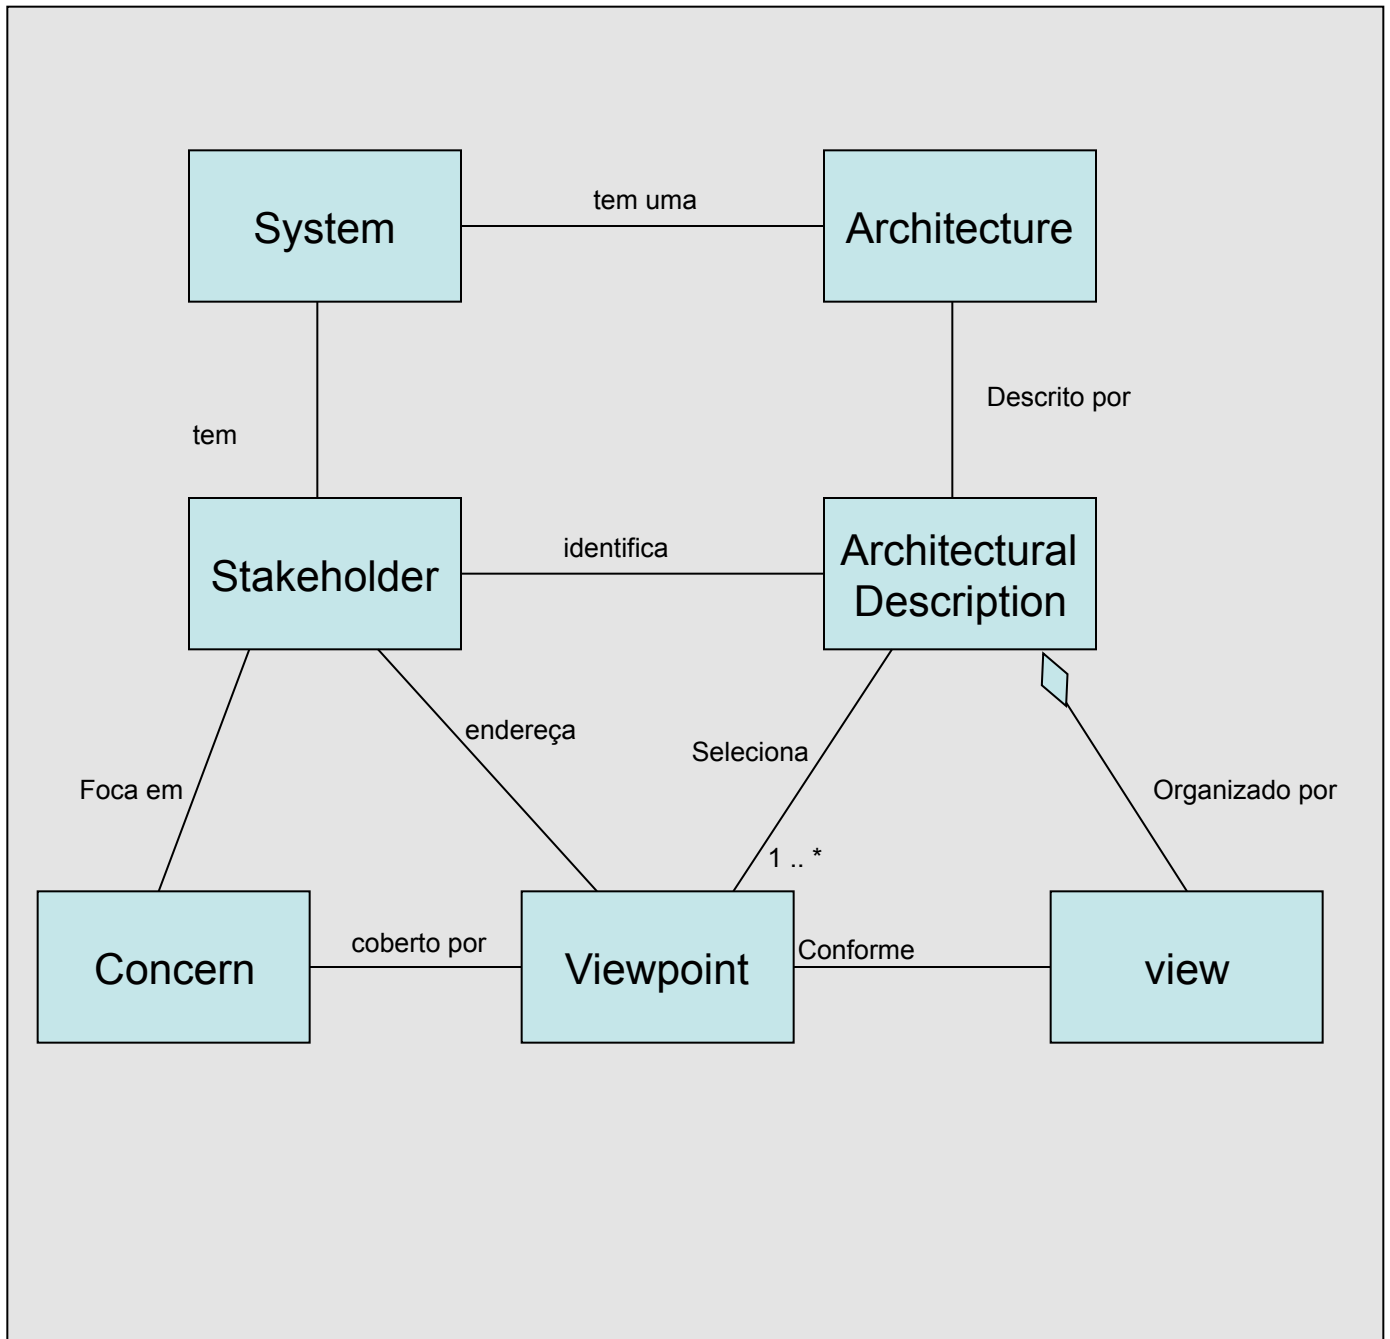 System
tem uma
Architecture
Descrito por
tem
Stakeholder
identifica
Architectural
Description
endereça
Seleciona
Foca em
Organizado por
1 .. *
Concern
coberto por
Viewpoint
Conforme
view